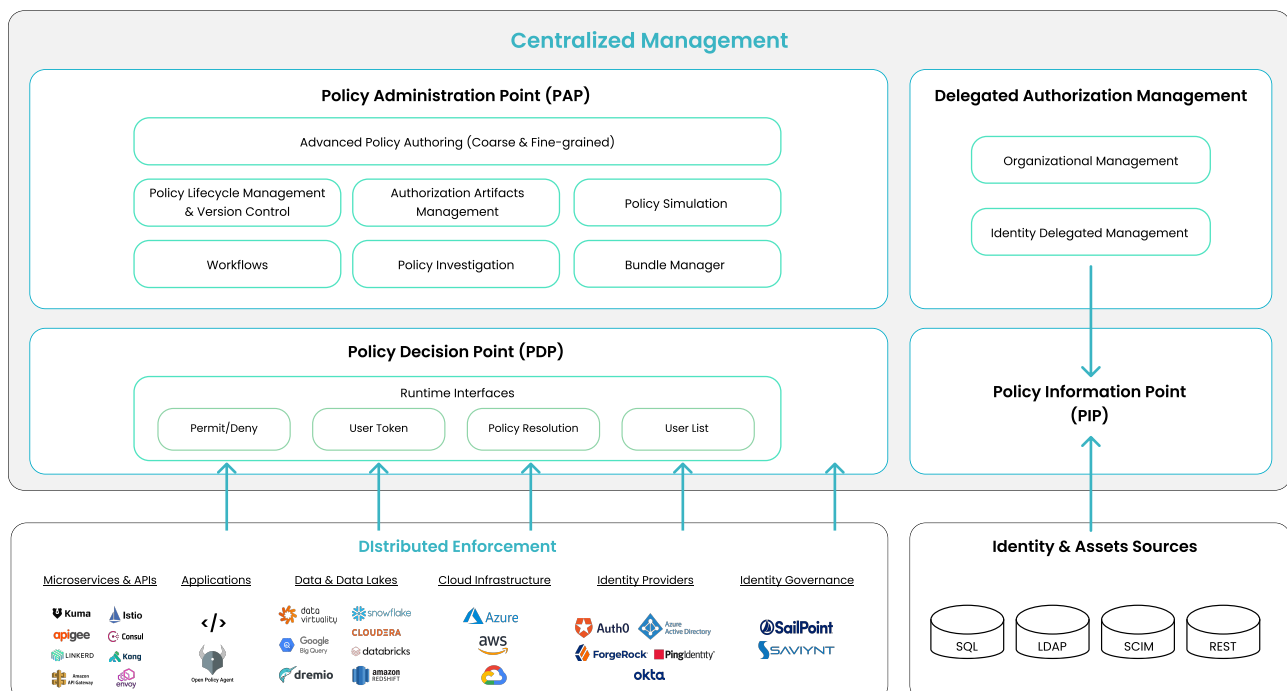 Centralized Management
Policy Administration Point (PAP)
Advanced Policy Authoring (Coarse & Fine-grained)
Policy Lifecycle Management
& Version Control
Authorization Artifacts
Management
Policy Simulation
Workflows
Policy Investigation
Bundle Manager
Delegated Authorization Management
Organizational Management
Identity Delegated Management
Policy Decision Point (PDP)
Runtime Interfaces
Permit/Deny
User Token
Policy Resolution
User List
Policy Information Point
(PIP)
DIstributed Enforcement
Microservices & APIs
Kuma
Istio
apigee
Consul
LINKERD
Kong
Amazon
API Gateway
envoy
Applications
</>
Open Policy Agent
Data & Data Lakes
data
virtuality
snowflake
Google
Big Query
CLOUDERA
databricks
dremio
amazon
REDSHIFT
Cloud Infrastructure
Azure
aws
Identity Providers
Auth0
Azure
Active Directory
ForgeRock
PingIdentity
okta
Identity Governance
SailPoint
SAVIYNT
Identity & Assets Sources
SQL
LDAP
SCIM
REST